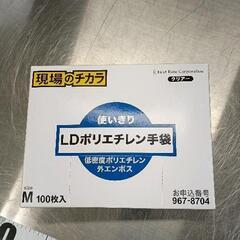 現場のチカラ
クリアー
使いきり
LDポリエチレン手袋
低密度ポリエチレン
外エンボス
M 100枚入
お申込番号
967-8704